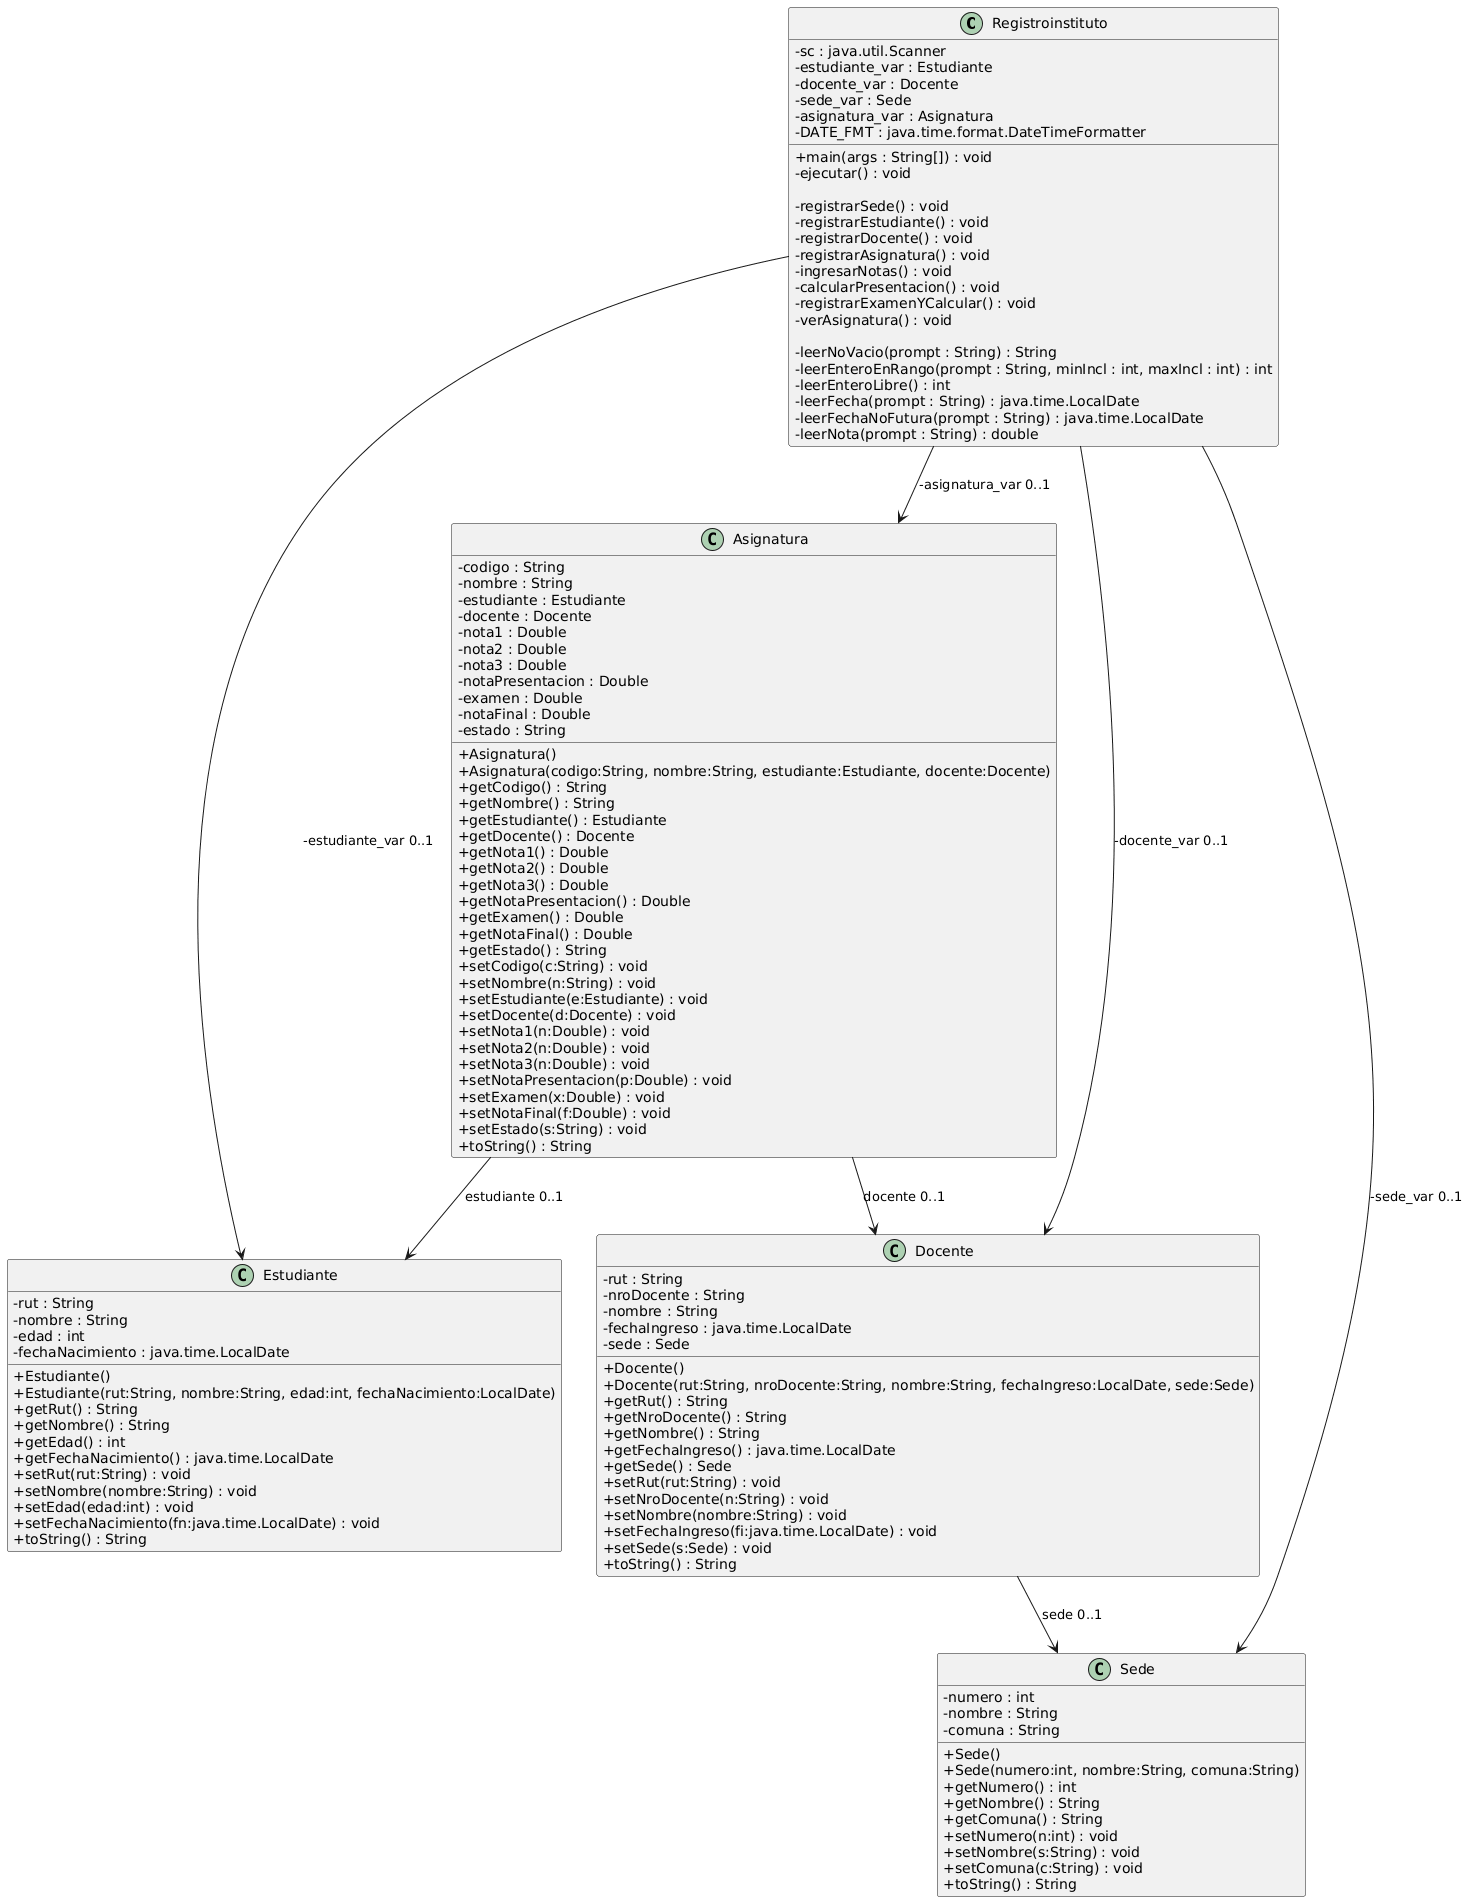 C Registroinstituto
-sc : java.util.Scanner
-estudiante_var : Estudiante
-docente_var : Docente
-sede_var : Sede
-asignatura_var : Asignatura
-DATE_FMT : java.time.format.DateTimeFormatter
+main(args : String[]) : void
-ejecutar() : void
-registrarSede() : void
-registrarEstudiante() : void
-registrarDocente() : void
-registrarAsignatura() : void
-ingresarNotas() : void
-calcularPresentacion() : void
-registrarExamenYCalcular() : void
-verAsignatura() : void
-leerNoVacio(prompt : String) : String
-leerEnteroEnRango(prompt : String, minIncl : int, maxIncl : int) : int
-leerEnteroLibre() : int
-leerFecha(prompt : String) : java.time.LocalDate
-leerFechaNoFutura(prompt : String) : java.time.LocalDate
-leerNota(prompt : String) : double
-asignatura_var 0..1
C Asignatura
-codigo : String
-nombre : String
-estudiante : Estudiante
-docente : Docente
-nota1 : Double
-nota2 : Double
-nota3 : Double
-notaPresentacion : Double
-examen : Double
-notaFinal : Double
-estado : String
+Asignatura()
+Asignatura(codigo:String, nombre:String, estudiante:Estudiante, docente:Docente)
+getCodigo() : String
+getNombre() : String
+getEstudiante() : Estudiante
+getDocente() : Docente
+getNota1() : Double
+getNota2() : Double
+getNota3() : Double
+getNotaPresentacion() : Double
+getExamen() : Double
+getNotaFinal() : Double
+getEstado() : String
+setCodigo(c:String) : void
+setNombre(n:String) : void
+setEstudiante(e:Estudiante) : void
+setDocente(d:Docente) : void
+setNota1(n:Double) : void
+setNota2(n:Double) : void
+setNota3(n:Double) : void
+setNotaPresentacion(p:Double) : void
+setExamen(x:Double) : void
+setNotaFinal(f:Double) : void
+setEstado(s:String) : void
+toString() : String
-estudiante_var 0..1
-docente_var 0..1
estudiante 0..1
docente 0..1
-sede_var 0..1
C Estudiante
-rut : String
-nombre : String
-edad : int
-fechaNacimiento : java.time.LocalDate
+Estudiante()
+Estudiante(rut:String, nombre:String, edad:int, fechaNacimiento:LocalDate)
+getRut() : String
+getNombre() : String
+getEdad() : int
+getFechaNacimiento() : java.time.LocalDate
+setRut(rut:String) : void
+setNombre(nombre:String) : void
+setEdad(edad:int) : void
+setFechaNacimiento(fn:java.time.LocalDate) : void
+toString() : String
C Docente
-rut : String
-nroDocente : String
-nombre : String
-fechaIngreso : java.time.LocalDate
-sede : Sede
+Docente()
+Docente(rut:String, nroDocente:String, nombre:String, fechaIngreso:LocalDate, sede:Sede)
+getRut() : String
+getNroDocente() : String
+getNombre() : String
+getFechaIngreso() : java.time.LocalDate
+getSede() : Sede
+setRut(rut:String) : void
+setNroDocente(n:String) : void
+setNombre(nombre:String) : void
+setFechaIngreso(fi:java.time.LocalDate) : void
+setSede(s:Sede) : void
+toString() : String
sede 0..1
C Sede
-numero : int
-nombre : String
-comuna : String
+Sede()
+Sede(numero:int, nombre:String, comuna:String)
+getNumero() : int
+getNombre() : String
+getComuna() : String
+setNumero(n:int) : void
+setNombre(s:String) : void
+setComuna(c:String) : void
+toString() : String